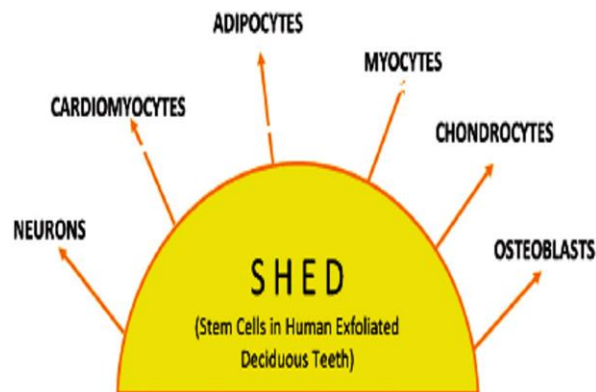 ADIPOCYTES
MYOCYTES
CARDIOMYOCYTES
CHONDROCYTES
NEURONS
OSTEOBLASTS
SHED
(Stem Cells in Human Exfoliated
Deciduous Teeth)